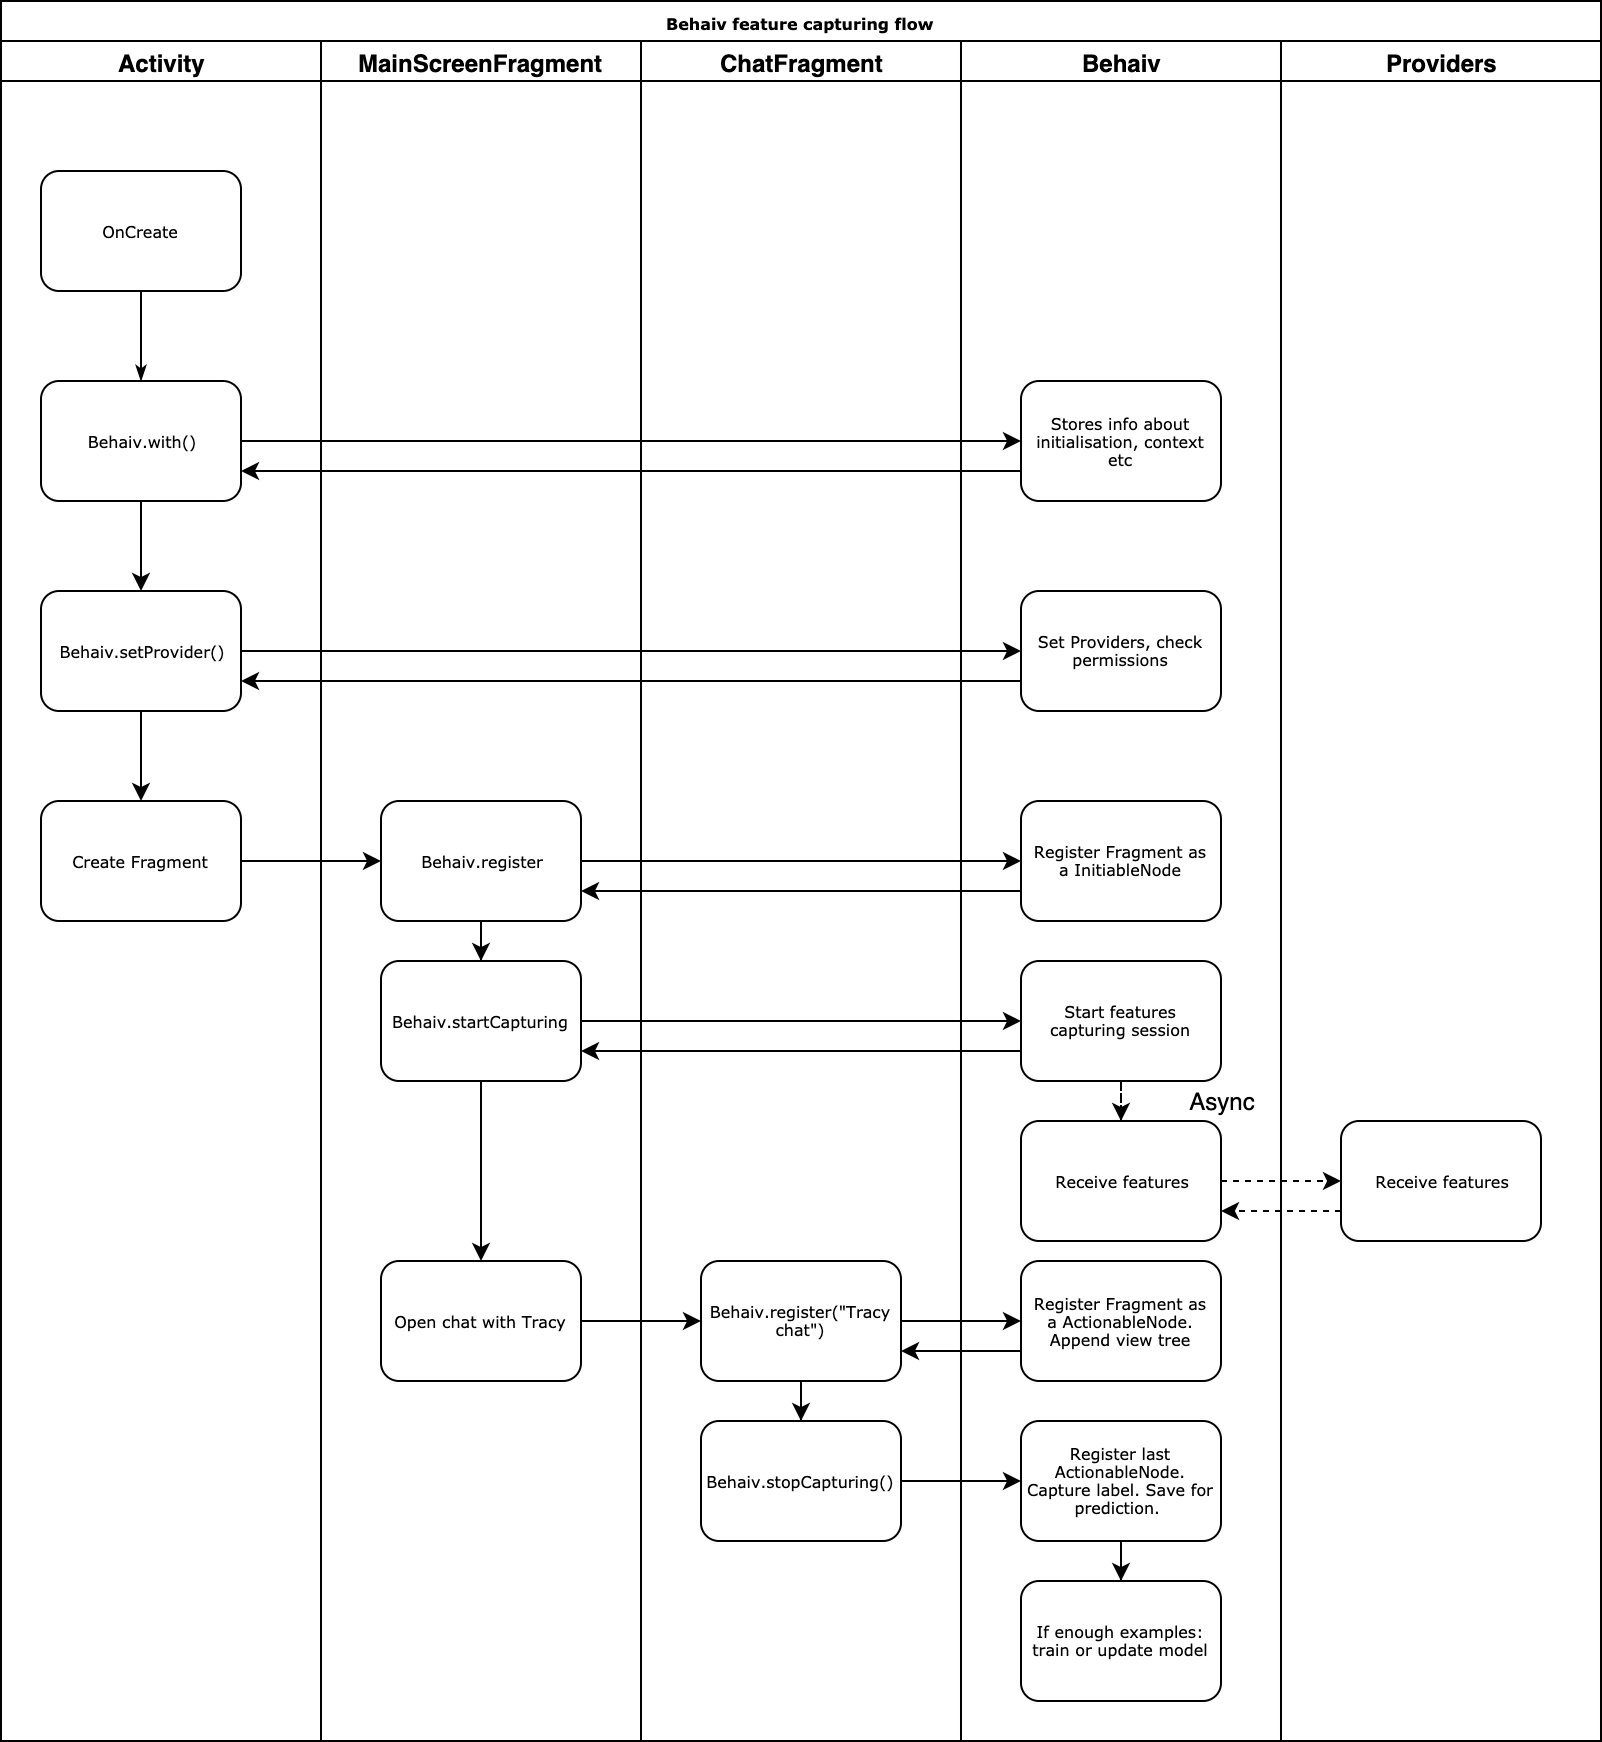 Behaiv feature capturing flow
Activity
MainScreenFragment
ChatFragment
Behaiv
Providers
OnCreate
Behaiv.with()
Stores info about
initialisation, context
etc
Behaiv.setProvider()
Set Providers, check
permissions
Create Fragment
Behaiv.register
Register Fragment as
a InitiableNode
Behaiv.startCapturing
Start features
capturing session
Async
Receive features
Receive features
Open chat with Tracy
Behaiv.register("Tracy
chat")
Register Fragment as
a ActionableNode.
Append view tree
Behaiv.stopCapturing()
Register last
ActionableNode.
Capture label. Save for
prediction.
If enough examples:
train or update model